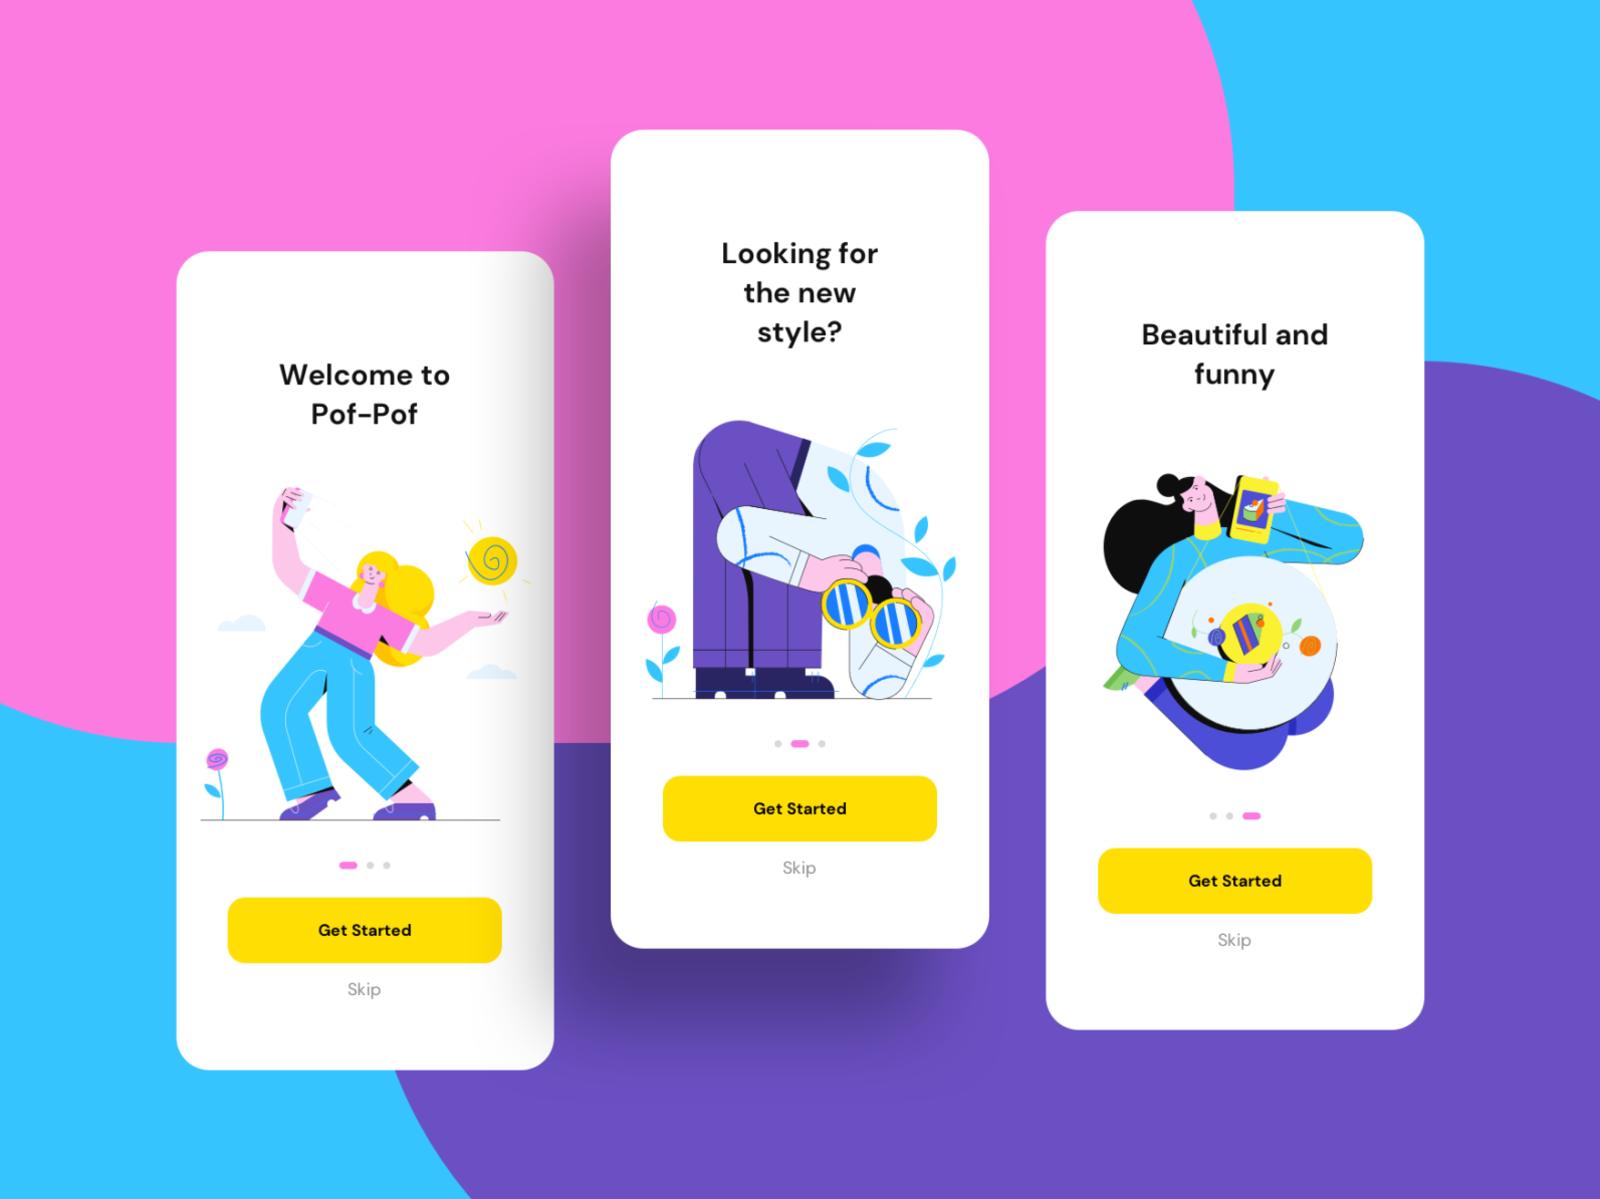 Welcome to
Pof-Pof
Get Started
Skip
Looking for
the new
style?
Get Started
Skip
Beautiful and
funny
Get Started
Skip